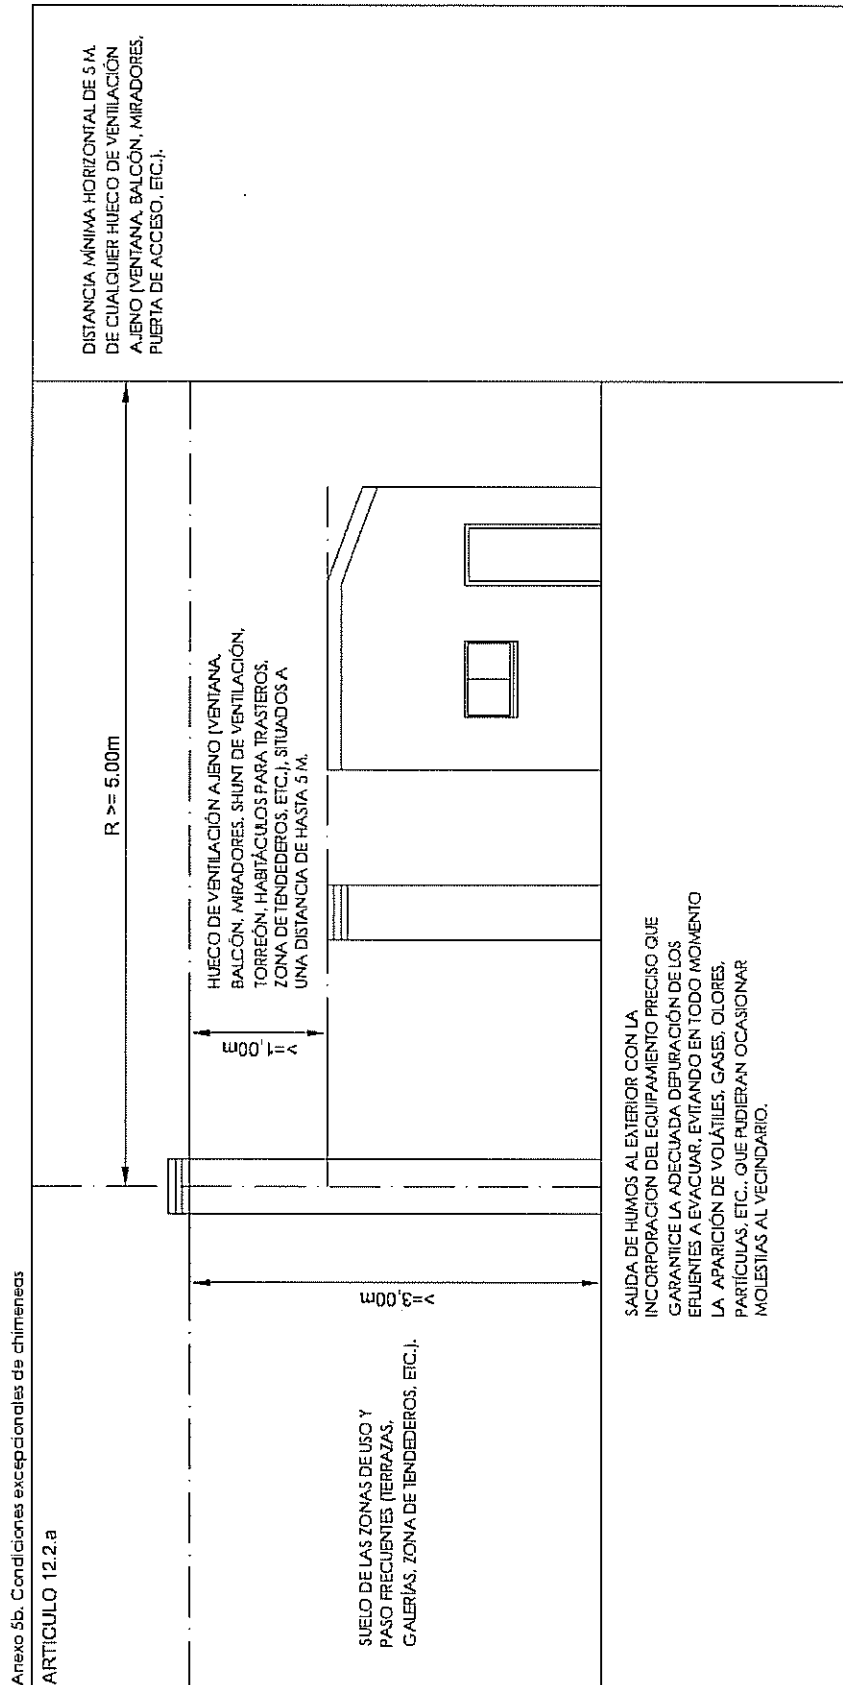 Anexo 5b. Condiciones excepcionales de chimeneas
ARTICULO 12.2.a
R >= 5.00m
DISTANCIA MÍNIMA HORIZONTAL DE 5 M.
DE CUALQUIER HUECO DE VENTILACIÓN
AJENO (VENTANA, BALCÓN, MIRADORES,
PUERTA DE ACCESO, ETC.).
HUECO DE VENTILACIÓN AJENO (VENTANA,
BALCÓN, MIRADORES, SHUNT DE VENTILACIÓN,
TORREÓN, HABITÁCULOS PARA TRASTEROS,
ZONA DE TENDEDEROS, ETC.), SITUADOS A
UNA DISTANCIA DE HASTA 5 M.
>=1,00m
>=3,00m
SUELO DE LAS ZONAS DE USO Y
PASO FRECUENTES (TERRAZAS,
GALERÍAS, ZONA DE TENDEDEROS, ETC.).
SALIDA DE HUMOS AL EXTERIOR CON LA
INCORPORACION DEL EQUIPAMIENTO PRECISO QUE
GARANTICE LA ADECUADA DEPURACIÓN DE LOS
EFLUENTES A EVACUAR, EVITANDO EN TODO MOMENTO
LA APARICIÓN DE VOLÁTILES, GASES, OLORES,
PARTÍCULAS, ETC., QUE PUDIERAN OCASIONAR
MOLESTIAS AL VECINDARIO.